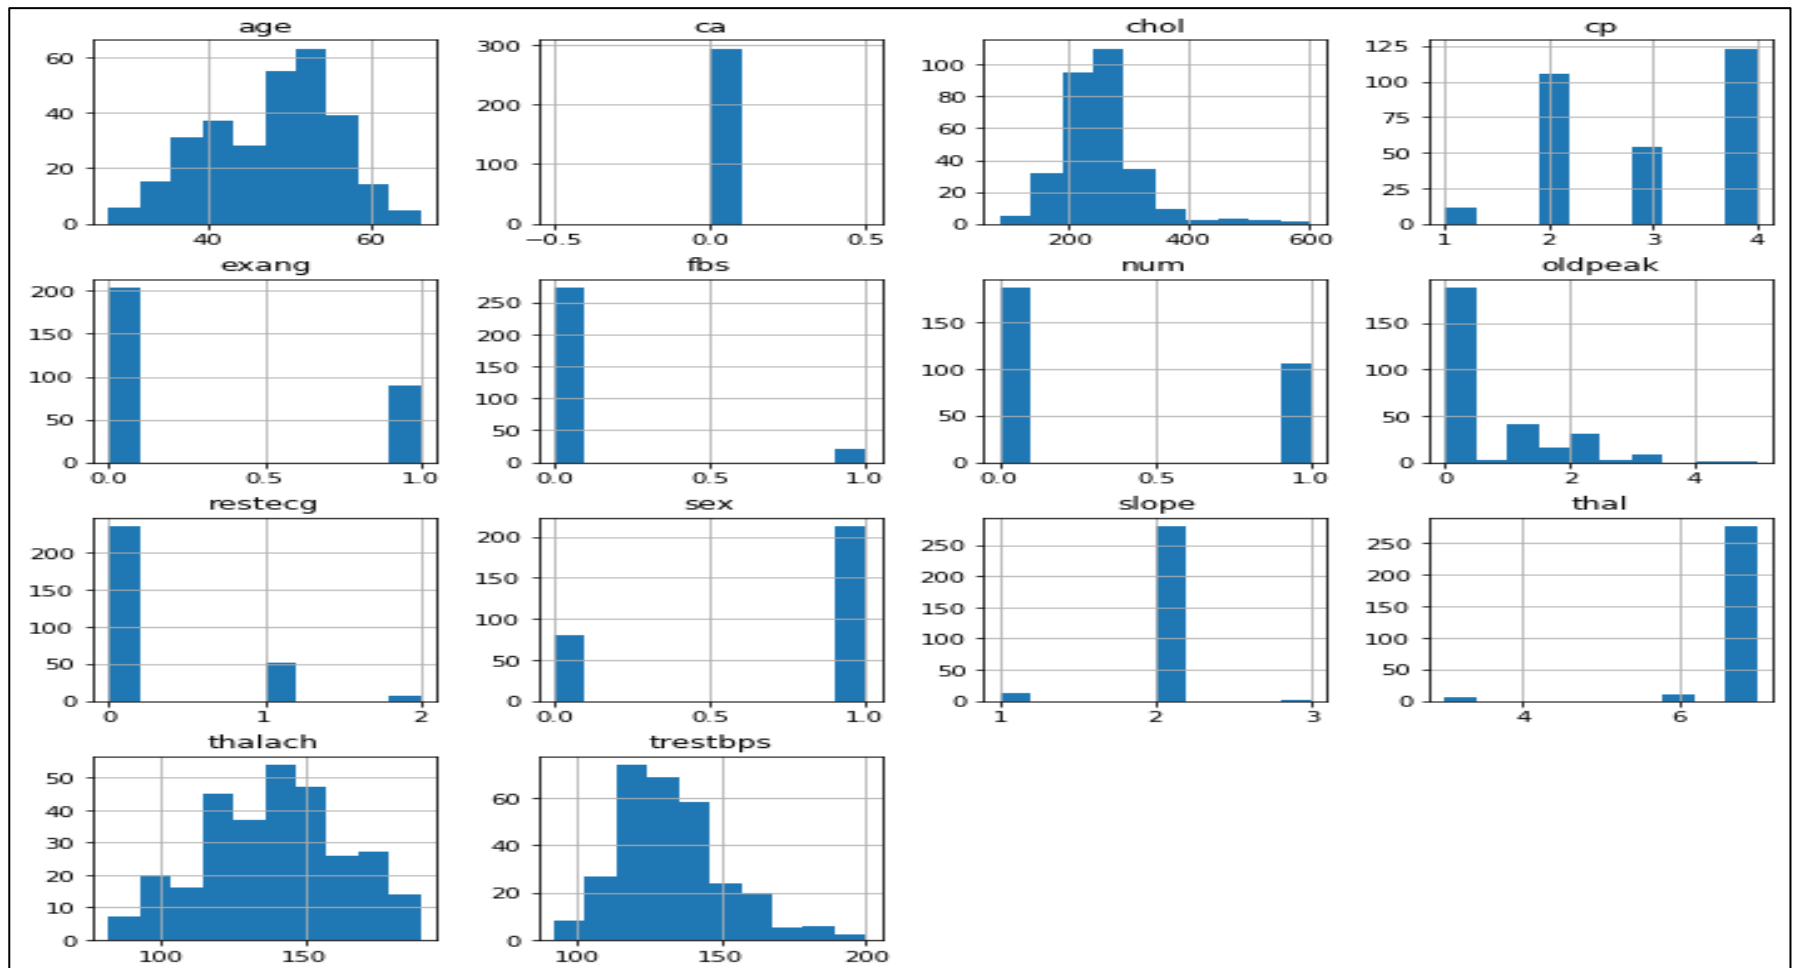 age ca chol cp
60 300 100 125
40 200 80 100
20 100 60 75
0 0 40 50
20 25
0 0
40 60 −0.5 0.0 0.5 200 400 600 1 2 3 4
exang fbs num oldpeak
200 250 150 150
150 200 100 100
100 150 50 50
50 100 0 0
0 50
0
0.0 0.5 1.0 0.0 0.5 1.0 0.0 0.5 1.0 0 2 4
restecg sex slope thal
200 200 250 250
150 150 200 200
100 100 150 150
50 50 100 100
0 0 50 50
0 0
0 1 2 0.0 0.5 1.0 1 2 3 4 6
thalach trestbps
50 60
40 40
30 20
20 0
10
0
100 150 100 150 200